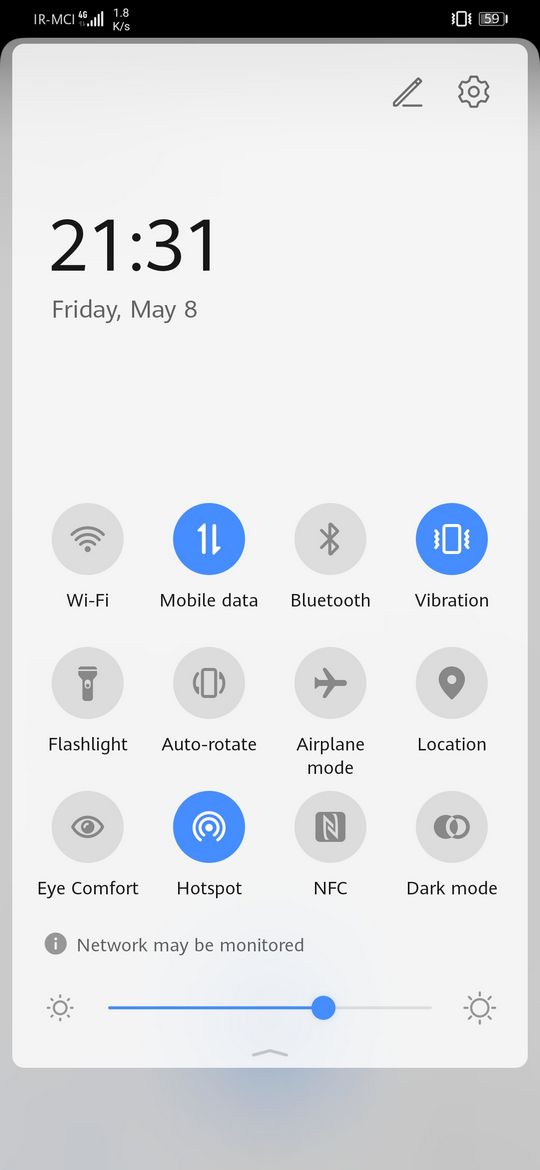 IR-MCI 4G 1.8 K/s 59
21:31
Friday, May 8
Wi-Fi Mobile data Bluetooth Vibration
Flashlight Auto-rotate Airplane mode Location
Eye Comfort Hotspot NFC Dark mode
Network may be monitored